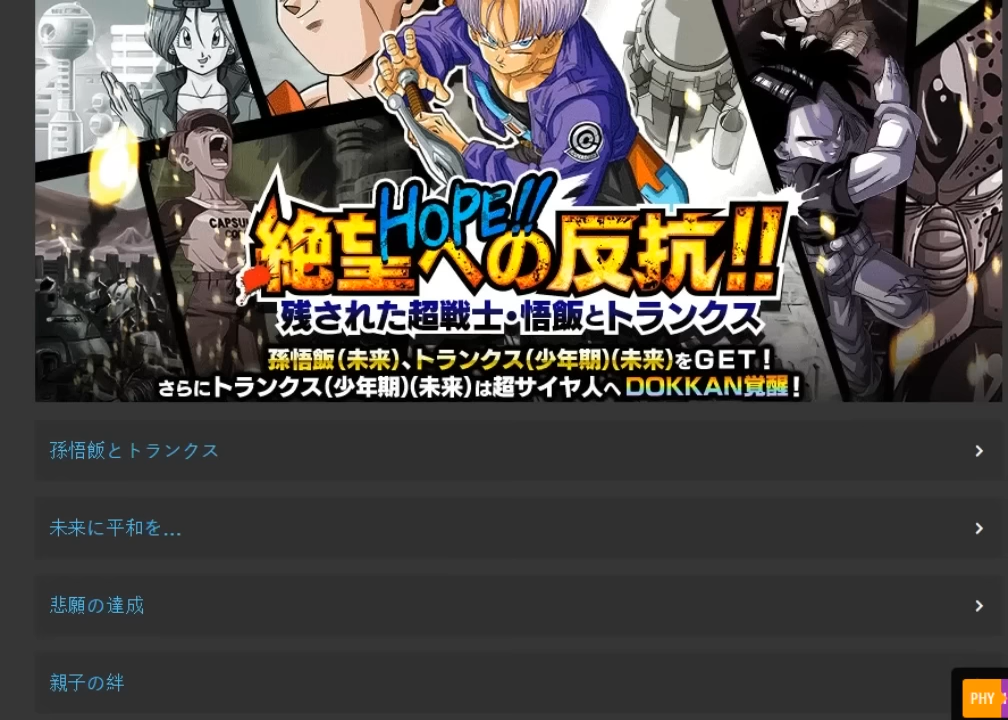 CAPSU
CO
HOPE!!
絶望への反抗!!
残された超戦士・悟飯とトランクス
孫悟飯(未来)、トランクス(少年期)(未来)をGET!
さらにトランクス(少年期)(未来)は超サイヤ人へDOKKAN覚醒!
孫悟飯とトランクス
未来に平和を...
悲願の達成
親子の絆
PHY